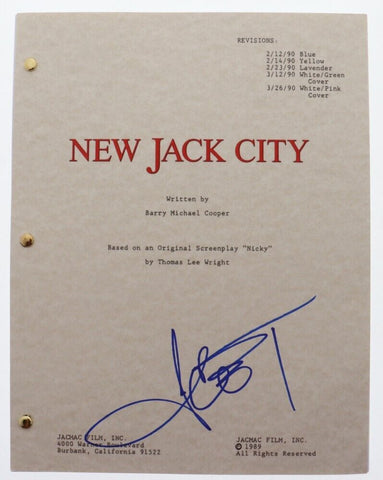 REVISIONS:
2/12/90 Blue
2/14/90 Yellow
2/23/90 Lavender
3/12/90 White/Green
Cover
3/26/90 White/Pink
Cover
NEW JACK CITY
Written by
Barry Michael Cooper
Based on an Original Screenplay "Nicky"
by Thomas Lee Wright
JACMAC FILM, INC.
4000 Warner Boulevard
Burbank, California 91522
JACMAC FILM, INC.
© 1989
All Rights Reserved